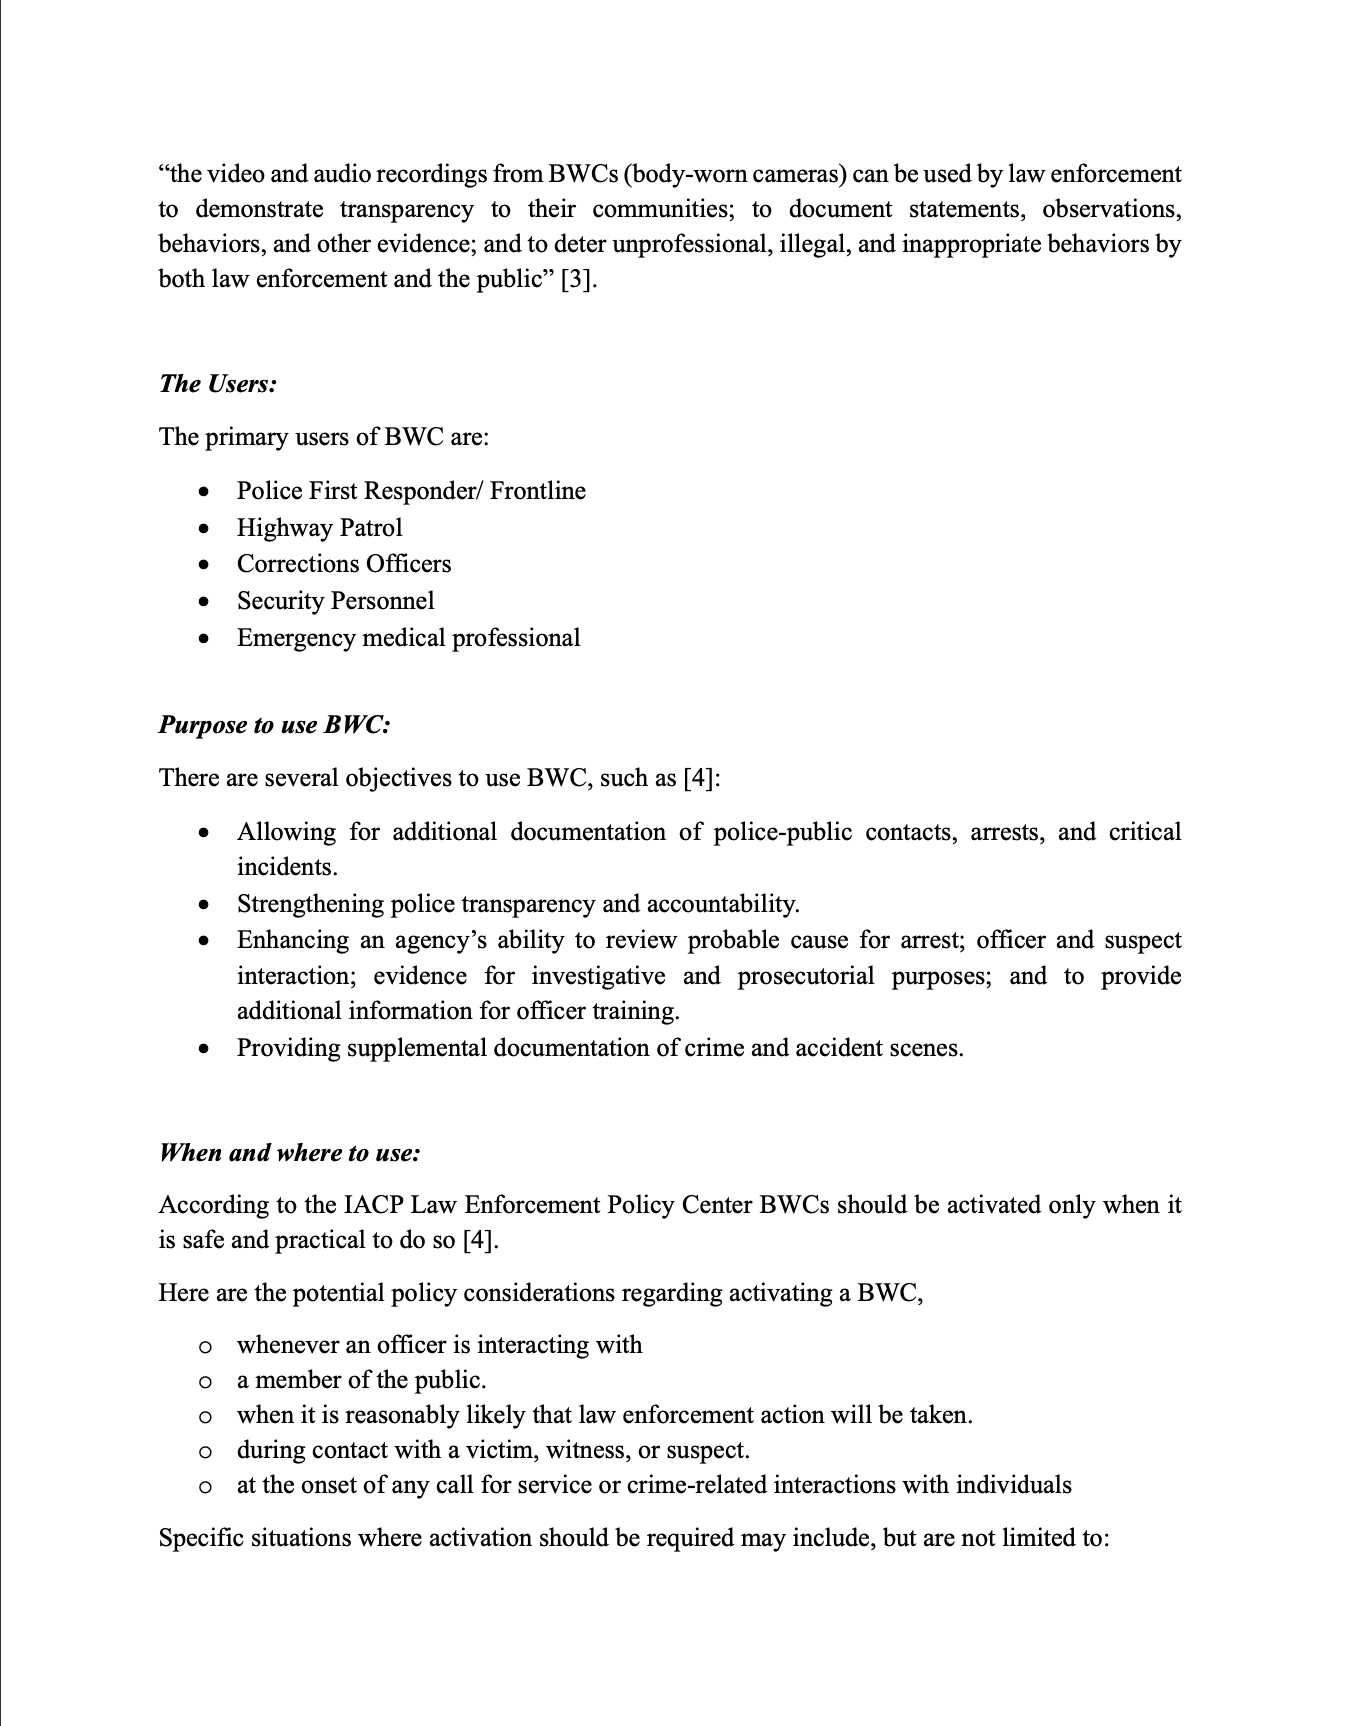 “the video and audio recordings from BWCs (body-worn cameras) can be used by law enforcement
to demonstrate transparency to their communities; to document statements, observations,
behaviors, and other evidence; and to deter unprofessional, illegal, and inappropriate behaviors by
both law enforcement and the public” [3].
The Users:
The primary users of BWC are:
• Police First Responder/ Frontline
• Highway Patrol
• Corrections Officers
• Security Personnel
• Emergency medical professional
Purpose to use BWC:
There are several objectives to use BWC, such as [4]:
• Allowing for additional documentation of police-public contacts, arrests, and critical
incidents.
• Strengthening police transparency and accountability.
• Enhancing an agency’s ability to review probable cause for arrest; officer and suspect
interaction; evidence for investigative and prosecutorial purposes; and to provide
additional information for officer training.
• Providing supplemental documentation of crime and accident scenes.
When and where to use:
According to the IACP Law Enforcement Policy Center BWCs should be activated only when it
is safe and practical to do so [4].
Here are the potential policy considerations regarding activating a BWC,
o whenever an officer is interacting with
o a member of the public.
o when it is reasonably likely that law enforcement action will be taken.
o during contact with a victim, witness, or suspect.
o at the onset of any call for service or crime-related interactions with individuals
Specific situations where activation should be required may include, but are not limited to: